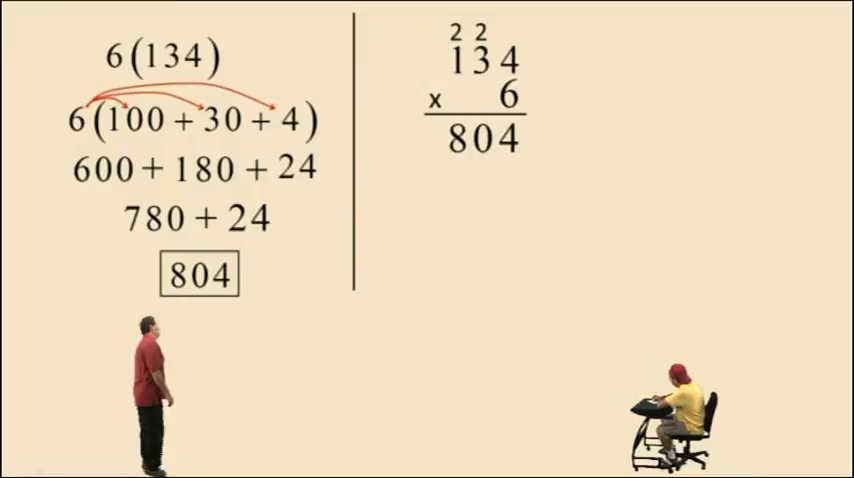 6(134)
6(100 + 30 + 4)
600 + 180 + 24
780 + 24
804
2 2
134
x 6
804